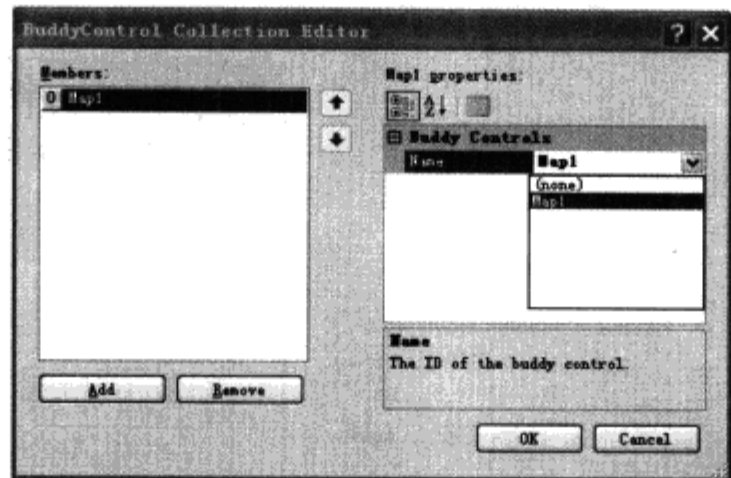 BuddyControl Collection Editor
Members:
0 Map1
Add
Remove
Map1 properties:
Buddy Controls
Name Map1
(none)
Map1
Name
The ID of the buddy control.
OK
Cancel